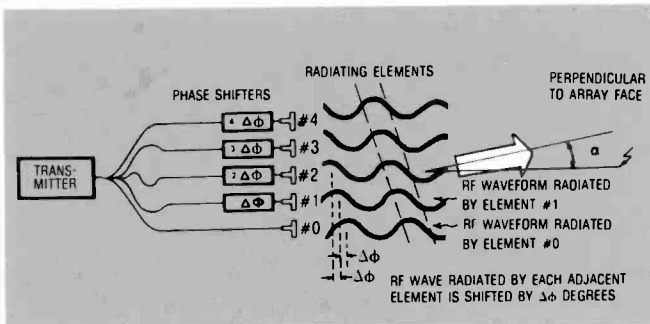 RADIATING ELEMENTS
PERPENDICULAR
TO ARRAY FACE
PHASE SHIFTERS
4 ΔΦ #4
3 ΔΦ #3
TRANS-
MITTER
2 ΔΦ #2
ΔΦ #1
#0
α
RF WAVEFORM RADIATED
BY ELEMENT #1
RF WAVEFORM RADIATED
BY ELEMENT #0
ΔΦ
ΔΦ
RF WAVE RADIATED BY EACH ADJACENT
ELEMENT IS SHIFTED BY ΔΦ DEGREES